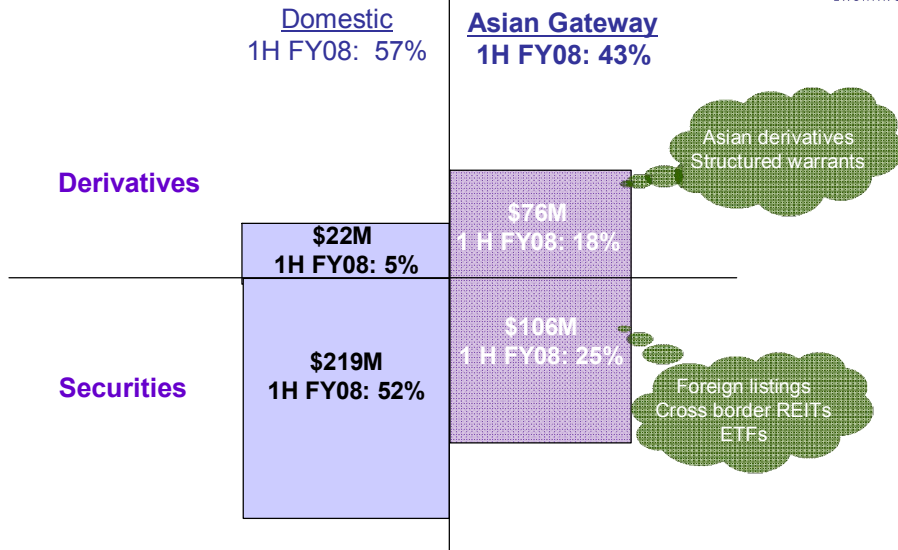 Domestic
1H FY08: 57%
Asian Gateway
1H FY08: 43%
Asian derivatives
Structured warrants
Derivatives
$22M
1H FY08: 5%
$76M
1 H FY08: 18%
$219M
1H FY08: 52%
$106M
1 H FY08: 25%
Securities
Foreign listings
Cross border REITs
ETFs